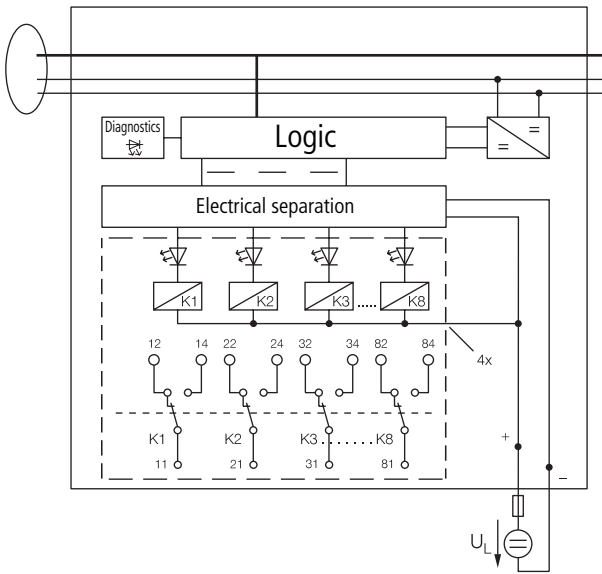 Diagnostics
Logic
=
=
Electrical separation
K1
K2
K3
.....
K8
12
14
22
24
32
34
82
84
4x
K1
K2
K3.......K8
+
11
21
31
81
–
UL
=